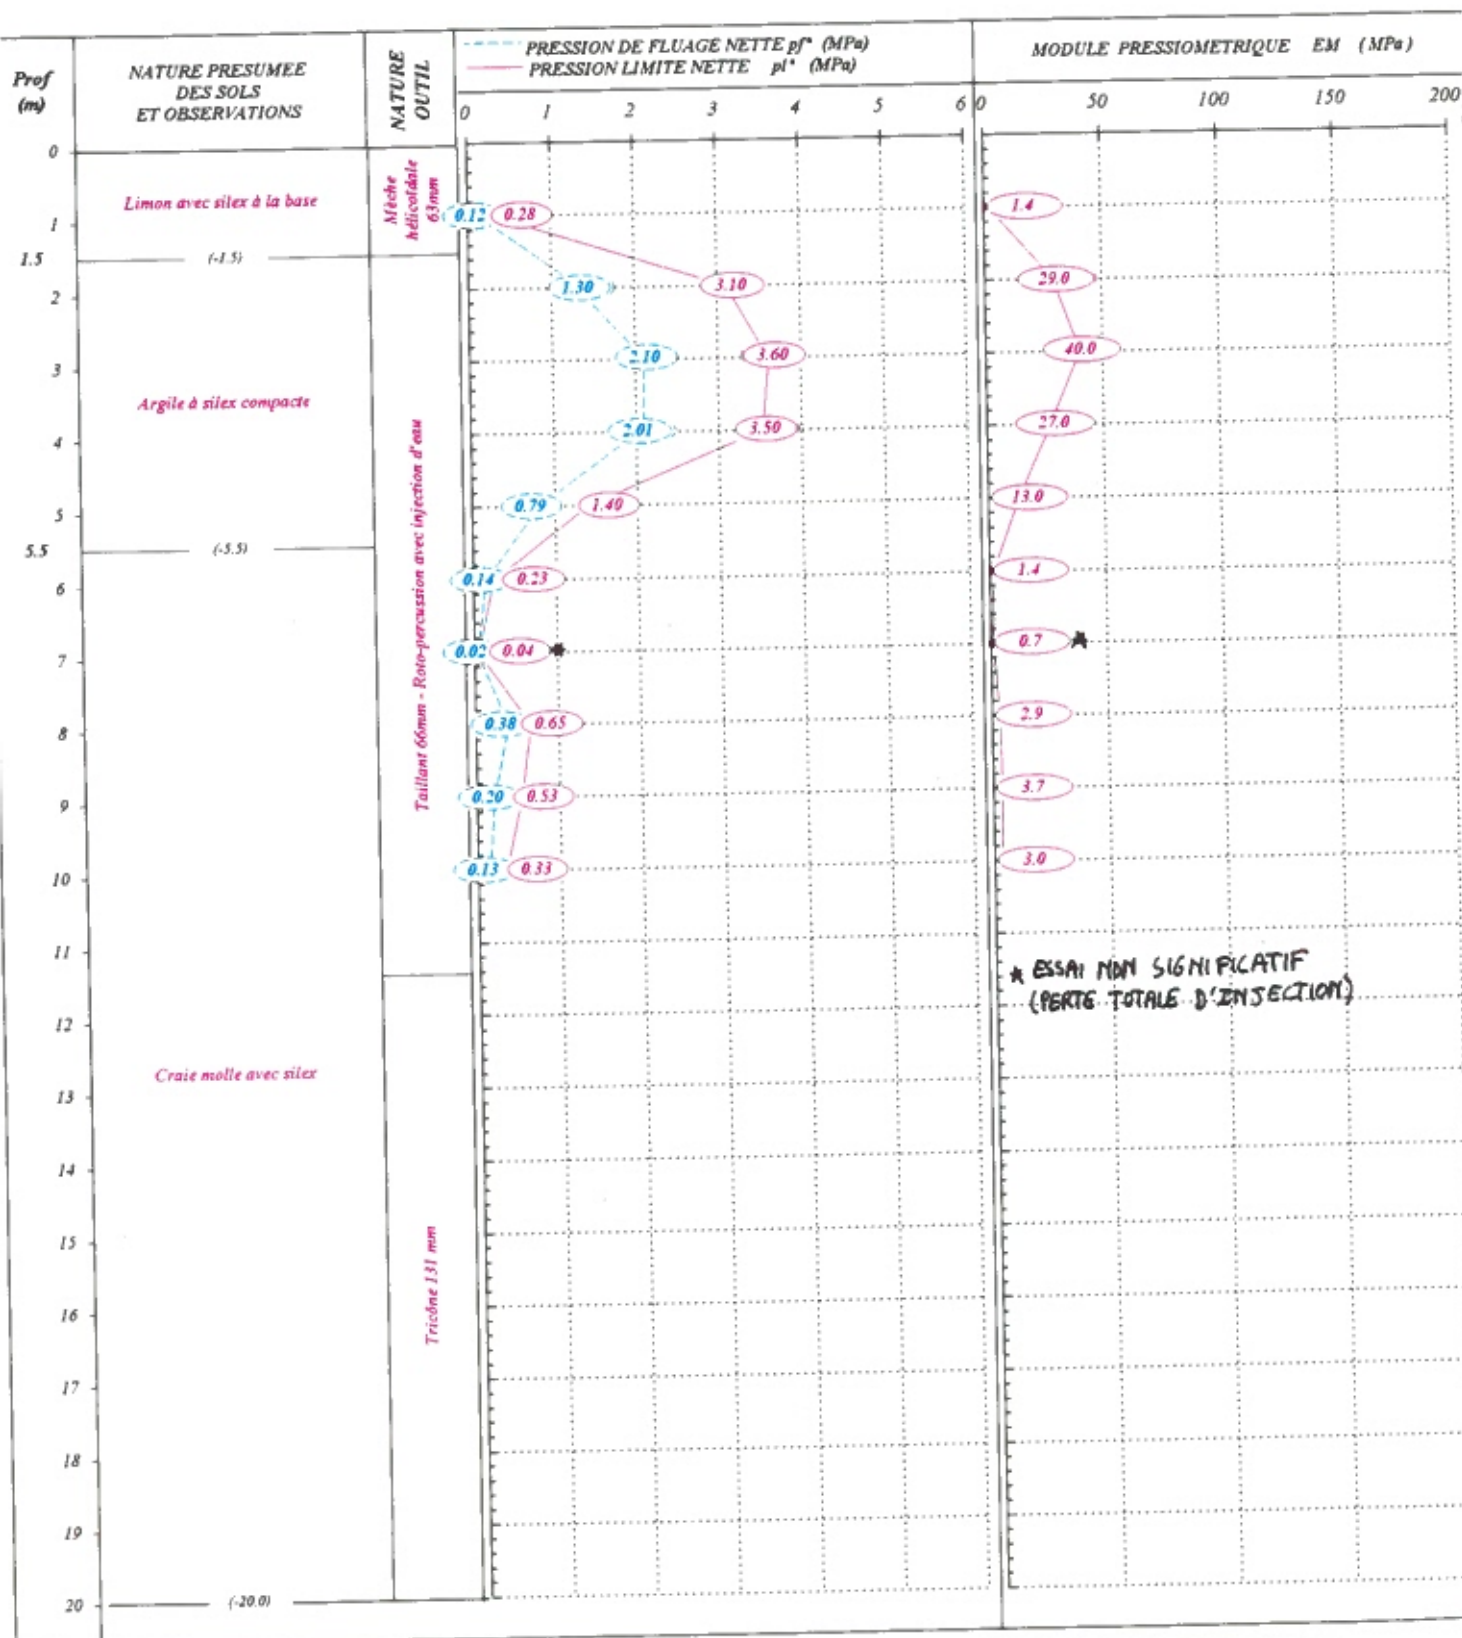 Prof
(m)
NATURE PRESUMEE
DES SOLS
ET OBSERVATIONS
NATURE
OUTIL
PRESSION DE FLUAGE NETTE pf* (MPa)
PRESSION LIMITE NETTE pl* (MPa)
MODULE PRESSIOMETRIQUE EM (MPa)
0 1 2 3 4 5 6
0 50 100 150 200
0
Limon avec silex à la base
Mèche
hélicoïdale
63mm
1
0.12 0.28 1.4
1.5
(-1.5)
2
1.30 3.10 29.0
3
2.10 3.60 40.0
Argile à silex compacte
4
2.01 3.50 27.0
5
0.79 1.40 13.0
5.5
(-5.5)
6
0.14 0.23 1.4
Taillant 66mm - Roto-percussion avec injection d'eau
7
0.02 0.04 * 0.7 *
8
0.38 0.65 2.9
9
0.20 0.53 3.7
10
0.13 0.33 3.0
11
* ESSAI NON SIGNIFICATIF
(PERTE TOTALE D'INJECTION)
12
Craie molle avec silex
13
14
15
Tricône 131 mm
16
17
18
19
20
(-20.0)